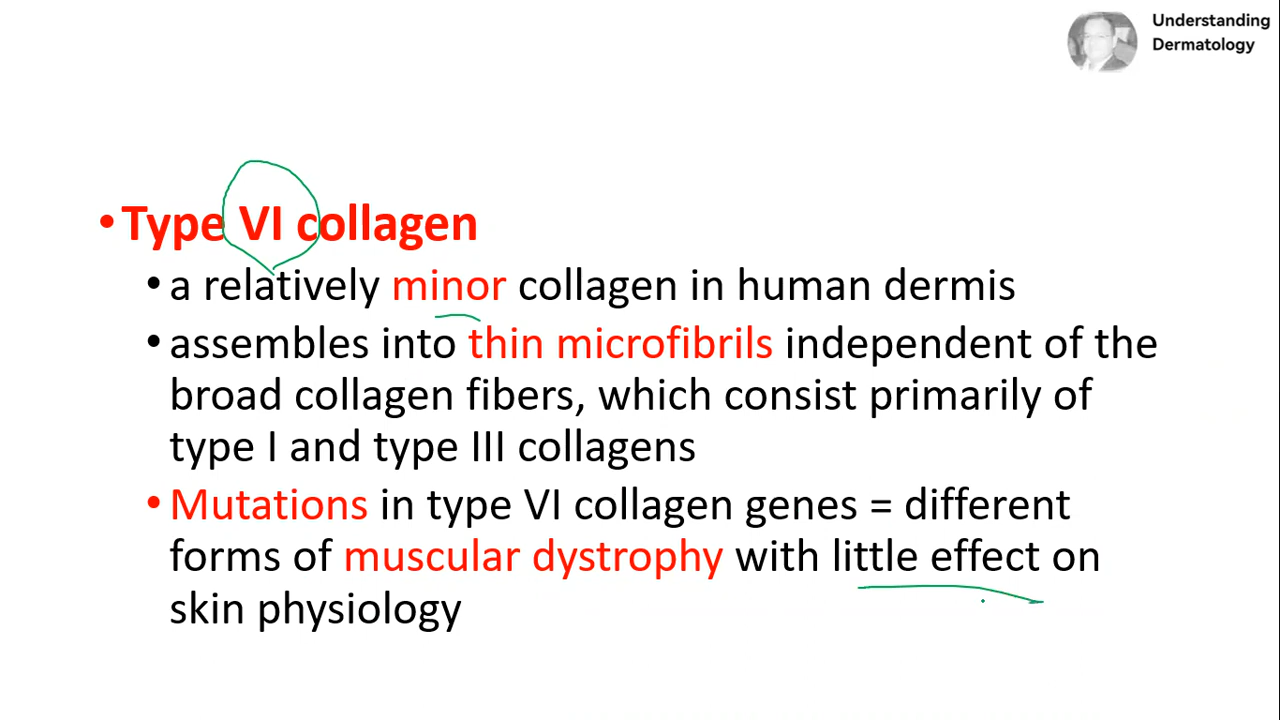 Understanding
Dermatology
•Type VI collagen
•a relatively minor collagen in human dermis
•assembles into thin microfibrils independent of the
broad collagen fibers, which consist primarily of
type I and type III collagens
•Mutations in type VI collagen genes = different
forms of muscular dystrophy with little effect on
skin physiology